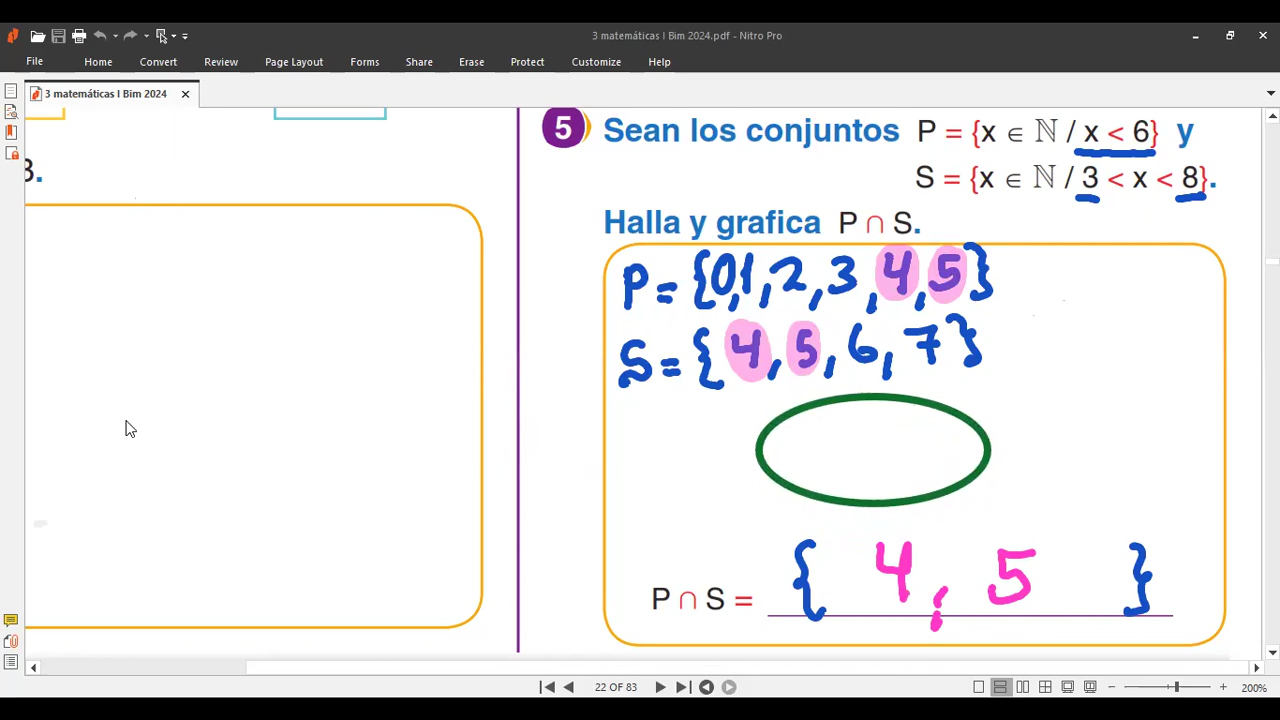 3 matemáticas I Bim 2024.pdf - Nitro Pro
File Home Convert Review Page Layout Forms Share Erase Protect Customize Help
3 matemáticas I Bim 2024
3.
5 Sean los conjuntos P = {x ∈ ℕ / x < 6} y
S = {x ∈ ℕ / 3 < x < 8}.
Halla y grafica P ∩ S.
P = {0,1,2,3,4,5}
S = {4,5,6,7}
P ∩ S = { 4 ; 5 }
22 OF 83
200%